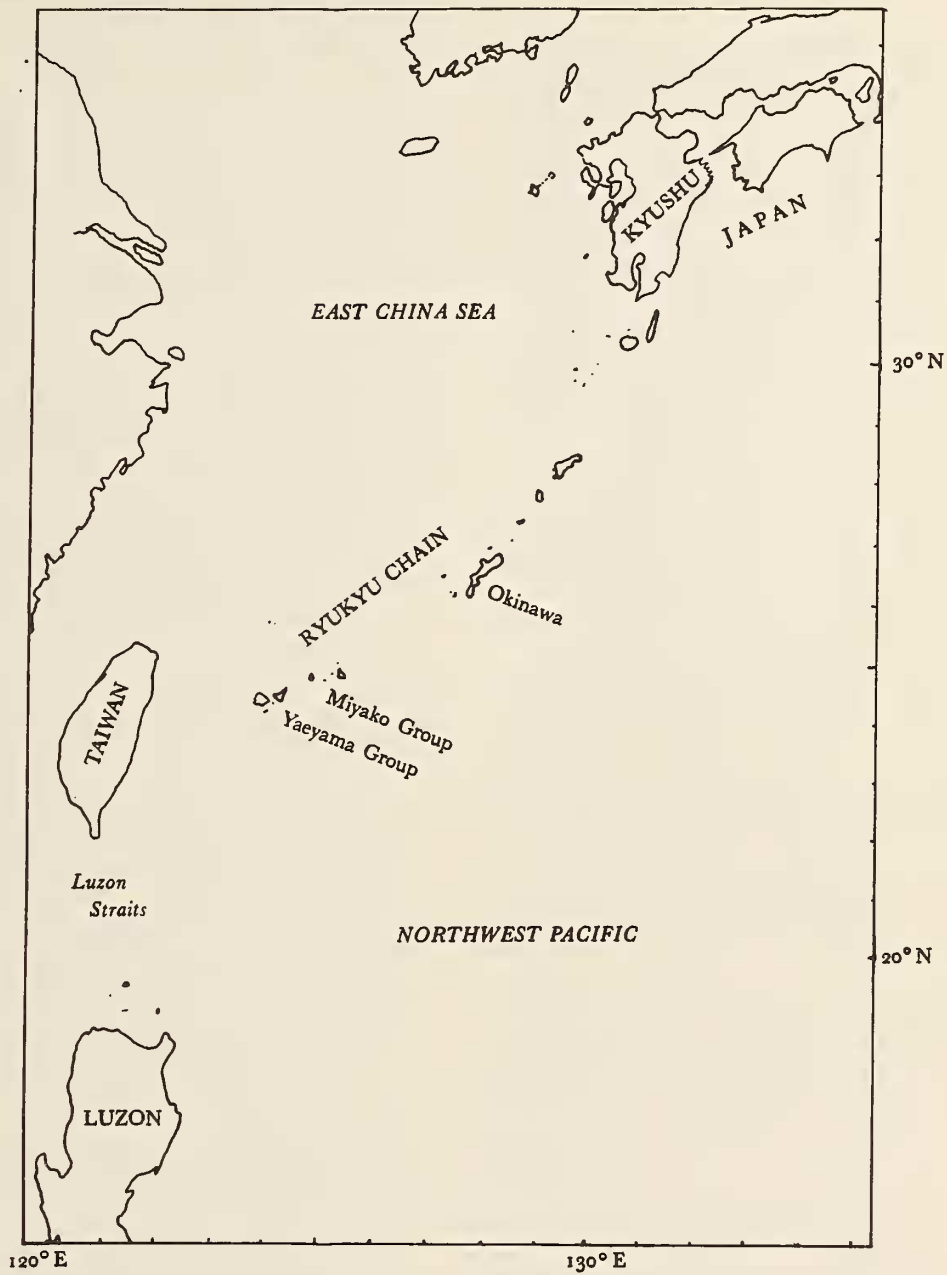 KYUSHU
JAPAN
EAST CHINA SEA
30° N
RYUKYU CHAIN
Okinawa
TAIWAN
Miyako Group
Yaeyama Group
Luzon
Straits
NORTHWEST PACIFIC
20° N
LUZON
120° E
130° E